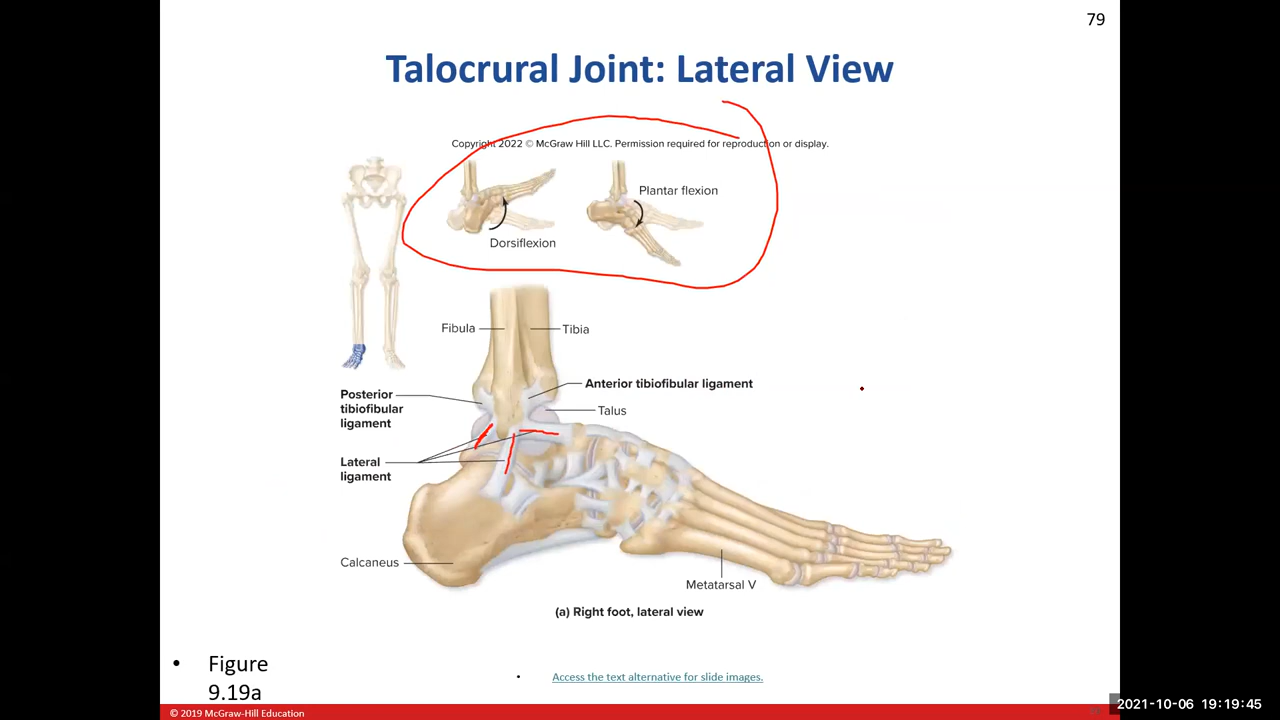 79
Talocrural Joint: Lateral View
Copyright 2022 © McGraw Hill LLC. Permission required for reproduction or display.
Plantar flexion
Dorsiflexion
Fibula
Tibia
Anterior tibiofibular ligament
Posterior
tibiofibular
ligament
Talus
Lateral
ligament
Calcaneus
Metatarsal V
(a) Right foot, lateral view
• Figure
9.19a
• Access the text alternative for slide images.
© 2019 McGraw-Hill Education
2021-10-06 19:19:45